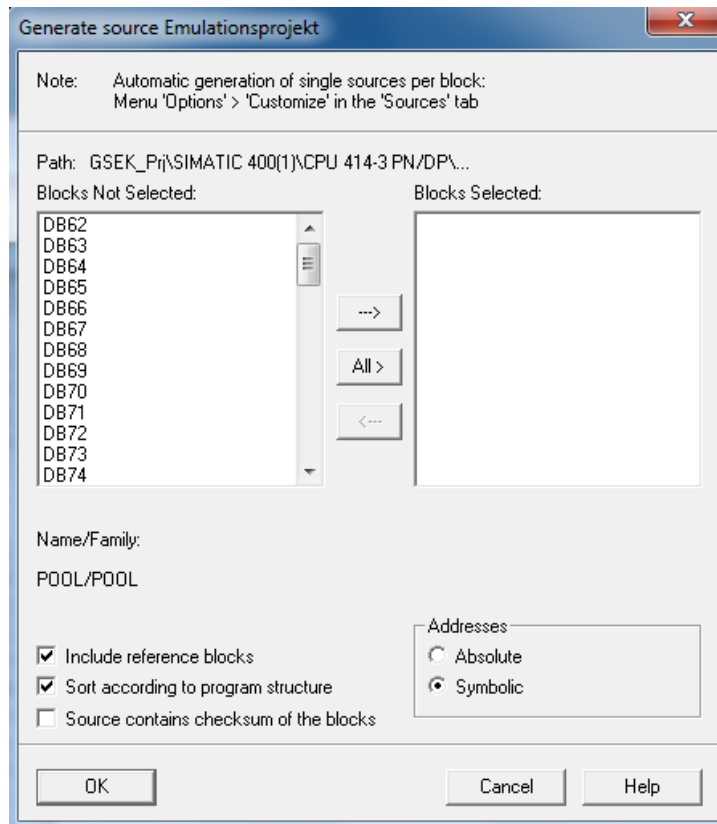 Generate source Emulationsprojekt
X
Note: Automatic generation of single sources per block:
Menu 'Options' > 'Customize' in the 'Sources' tab
Path: GSEK_Prj\SIMATIC 400(1)\CPU 414-3 PN/DP\...
Blocks Not Selected:
Blocks Selected:
DB62
DB63
DB64
DB65
DB66
DB67
DB68
DB69
DB70
DB71
DB72
DB73
DB74
--->
All >
<---
Name/Family:
POOL/POOL
Include reference blocks
Sort according to program structure
Source contains checksum of the blocks
Addresses
Absolute
Symbolic
OK
Cancel
Help